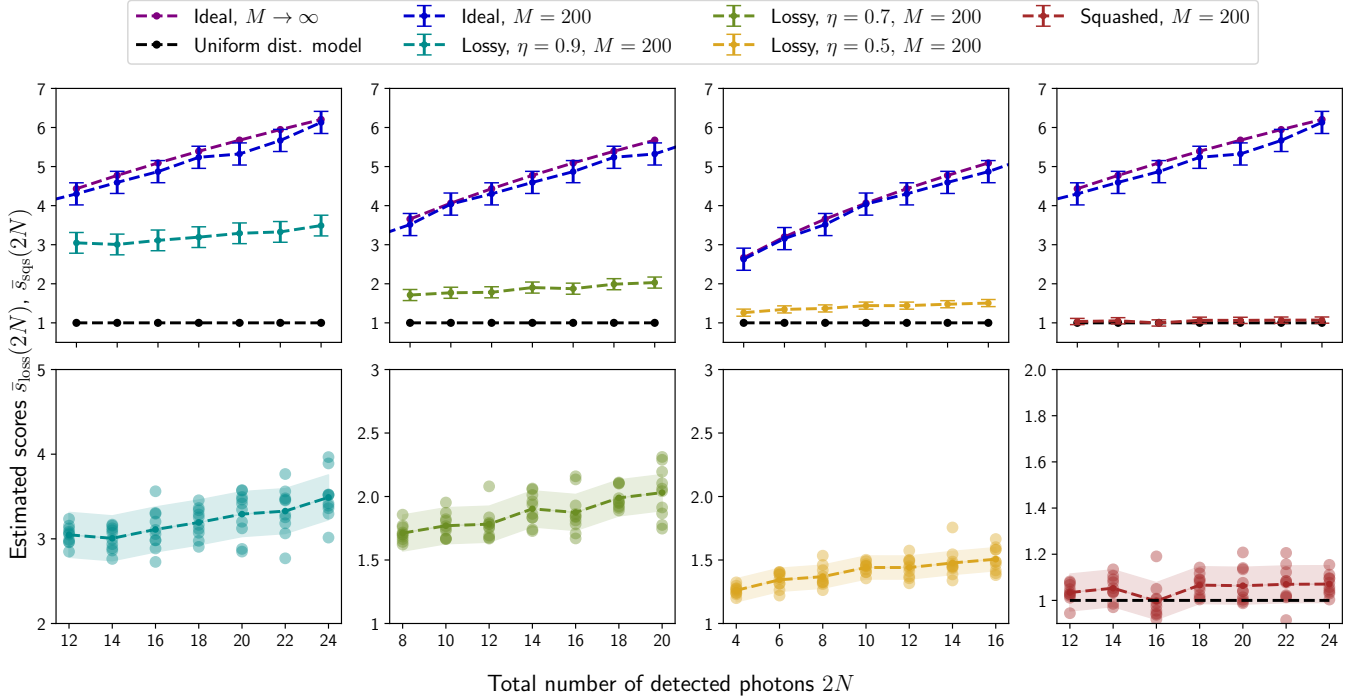 Ideal, M → ∞ Ideal, M = 200 Lossy, η = 0.7, M = 200 Squashed, M = 200
Uniform dist. model Lossy, η = 0.9, M = 200 Lossy, η = 0.5, M = 200
Estimated scores s̄_loss(2N), s̄_sqs(2N)
7 7 7 7
6 6 6 6
5 5 5 5
4 4 4 4
3 3 3 3
2 2 2 2
1 1 1 1
5 3 3 2.0
4 2.5 2.5 1.8
3 2.0 2.0 1.6
2 1.5 1.5 1.4
1 1 1.2
1
12 14 16 18 20 22 24 8 10 12 14 16 18 20 4 6 8 10 12 14 16 12 14 16 18 20 22 24
Total number of detected photons 2N